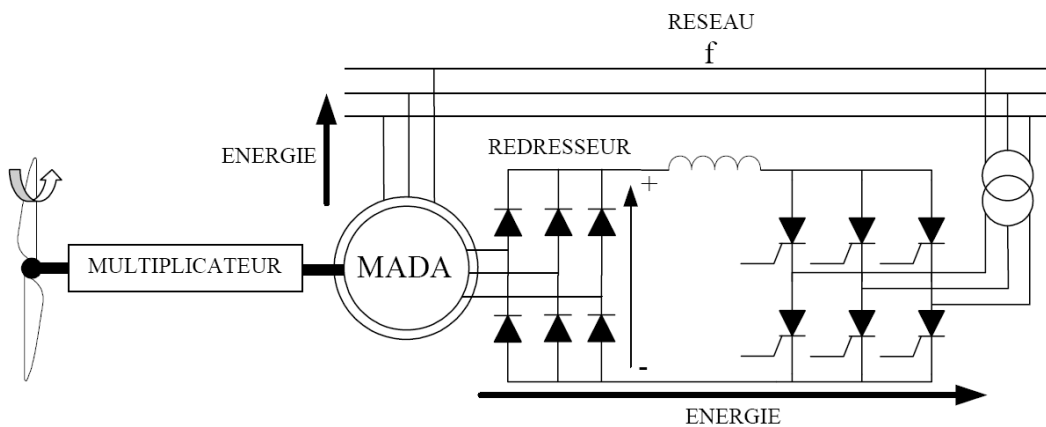 RESEAU
f
ENERGIE
REDRESSEUR
+
MULTIPLICATEUR
MADA
-
ENERGIE